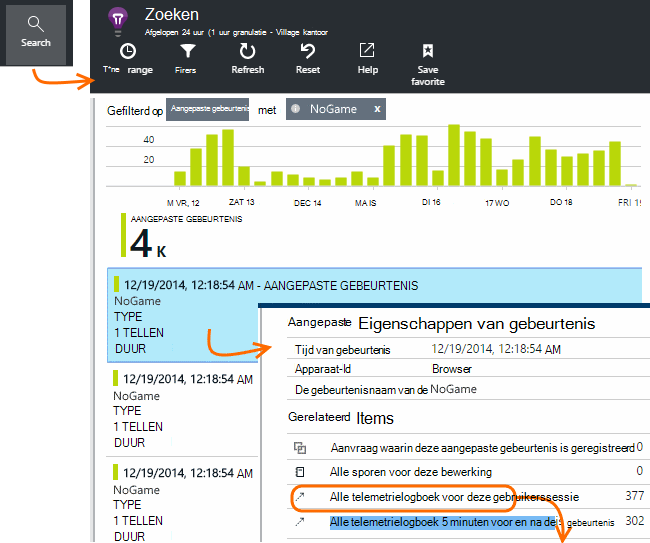 Search
Zoeken
Afgelopen 24 uur (1 uur granulatie - Village kantoor
T*ne range
Firers
Refresh
Reset
Help
Save favorite
Gefilterd op Aangepaste gebeurtenis met NoGame x
40
20
M VR, 12 ZAT 13 DEC 14 MA IS DI 16 17 WO DO 18 FRI 19
AANGEPASTE GEBEURTENIS
4 K
12/19/2014, 12:18:54 AM - AANGEPASTE GEBEURTENIS
NoGame
TYPE
1 TELLEN
DUUR
12/19/2014, 12:18:54 AM
NoGame
TYPE
1 TELLEN
DUUR
12/19/2014, 12:18:54 AM
NoGame
TYPE
1 TELLEN
DUUR
Aangepaste Eigenschappen van gebeurtenis
Tijd van gebeurtenis 12/19/2014, 12:18:54 AM
Apparaat-Id Browser
De gebeurtenisnaam van de NoGame
Gerelateerd Items
Aanvraag waarin deze aangepaste gebeurtenis is geregistreerd 0
Alle sporen voor deze bewerking 0
Alle telemetrielogboek voor deze gebruikerssessie 377
Alle telemetrielogboek 5 minuten voor en na deis gebeurtenis 302